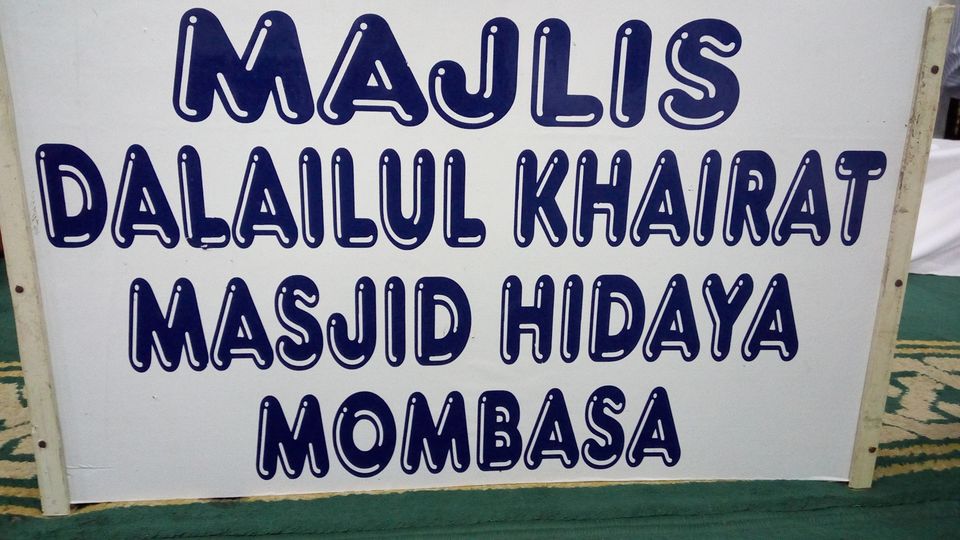 MAJLIS
DALAILUL KHAIRAT
MASJID HIDAYA
MOMBASA